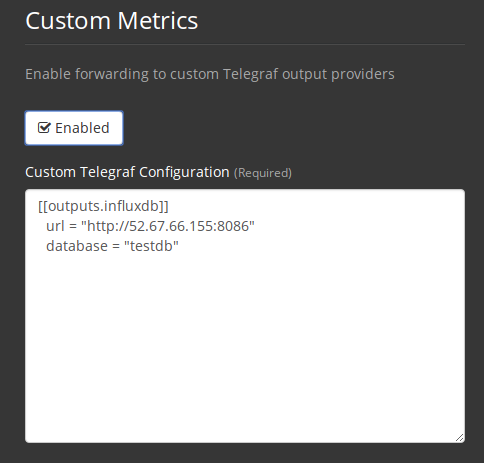 Custom Metrics
Enable forwarding to custom Telegraf output providers
Enabled
Custom Telegraf Configuration (Required)
[[outputs.influxdb]]
  url = "http://52.67.66.155:8086"
  database = "testdb"